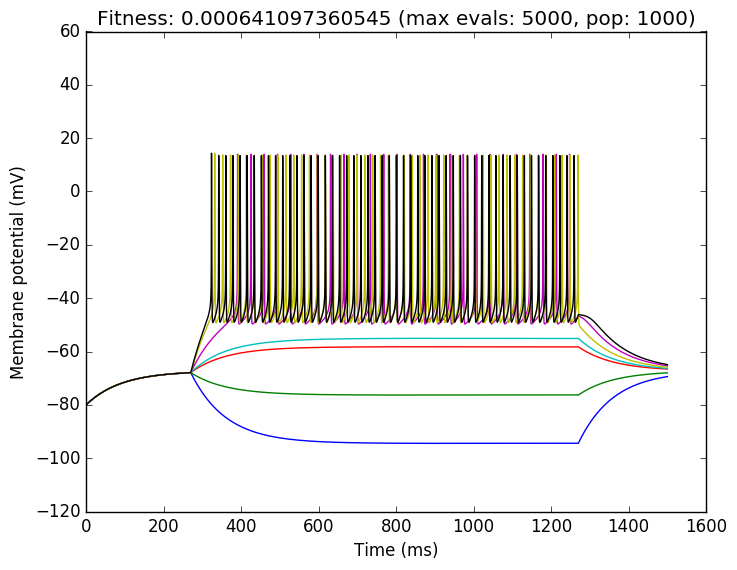 Fitness: 0.000641097360545 (max evals: 5000, pop: 1000)
60
40
20
0
−20
−40
−60
−80
−100
−120
Membrane potential (mV)
0 200 400 600 800 1000 1200 1400 1600
Time (ms)